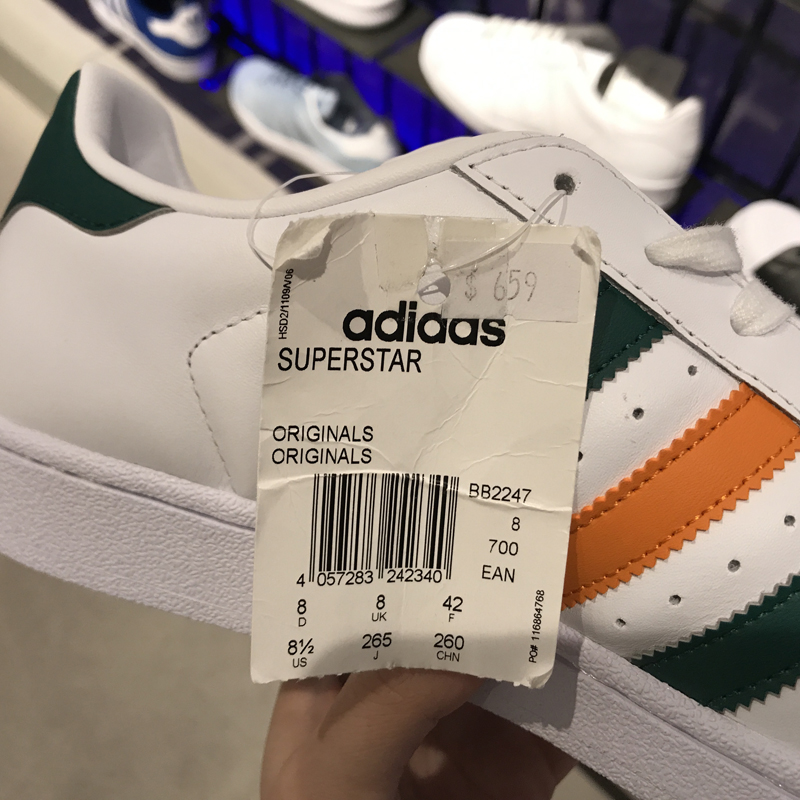 $ 659
HSD2/1109/V/06
adidas
SUPERSTAR
ORIGINALS
ORIGINALS
BB2247
8
700
EAN
4 057283 242340
8 8 42
D UK F
8½ 265 260
US J CHN
PO# 116864768